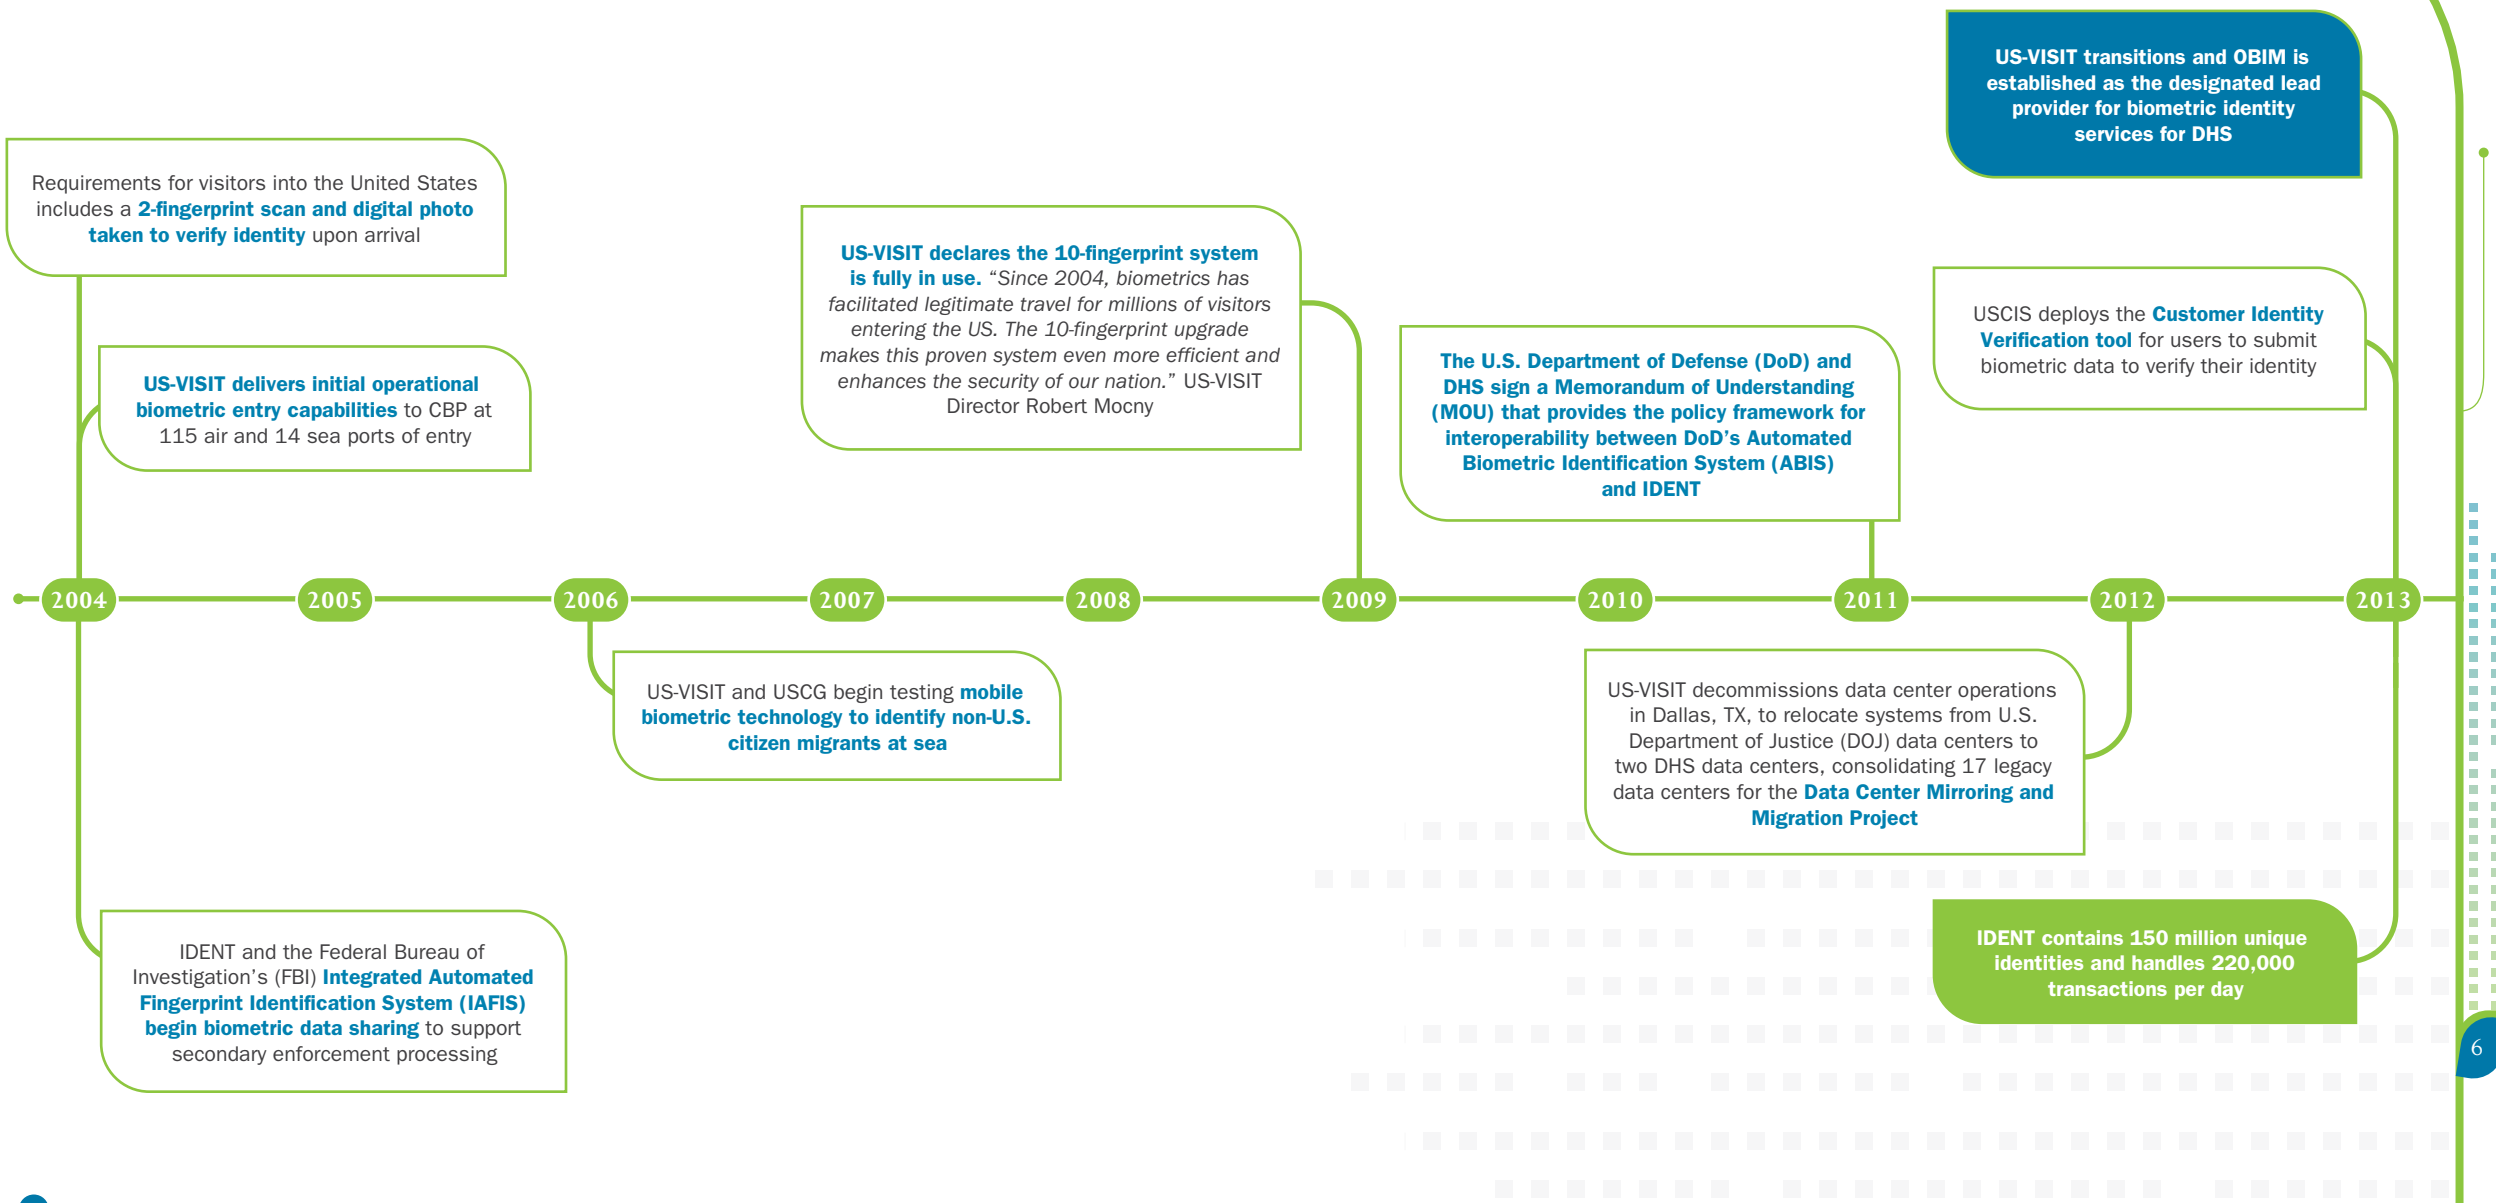 US-VISIT transitions and OBIM is
established as the designated lead
provider for biometric identity
services for DHS
Requirements for visitors into the United States
includes a 2-fingerprint scan and digital photo
taken to verify identity upon arrival
US-VISIT declares the 10-fingerprint system
is fully in use. “Since 2004, biometrics has
facilitated legitimate travel for millions of visitors
entering the US. The 10-fingerprint upgrade
makes this proven system even more efficient and
enhances the security of our nation.” US-VISIT
Director Robert Mocny
USCIS deploys the Customer Identity
Verification tool for users to submit
biometric data to verify their identity
The U.S. Department of Defense (DoD) and
DHS sign a Memorandum of Understanding
(MOU) that provides the policy framework for
interoperability between DoD’s Automated
Biometric Identification System (ABIS)
and IDENT
US-VISIT delivers initial operational
biometric entry capabilities to CBP at
115 air and 14 sea ports of entry
2004
2005
2006
2007
2008
2009
2010
2011
2012
2013
US-VISIT and USCG begin testing mobile
biometric technology to identify non-U.S.
citizen migrants at sea
US-VISIT decommissions data center operations
in Dallas, TX, to relocate systems from U.S.
Department of Justice (DOJ) data centers to
two DHS data centers, consolidating 17 legacy
data centers for the Data Center Mirroring and
Migration Project
IDENT and the Federal Bureau of
Investigation’s (FBI) Integrated Automated
Fingerprint Identification System (IAFIS)
begin biometric data sharing to support
secondary enforcement processing
IDENT contains 150 million unique
identities and handles 220,000
transactions per day
6